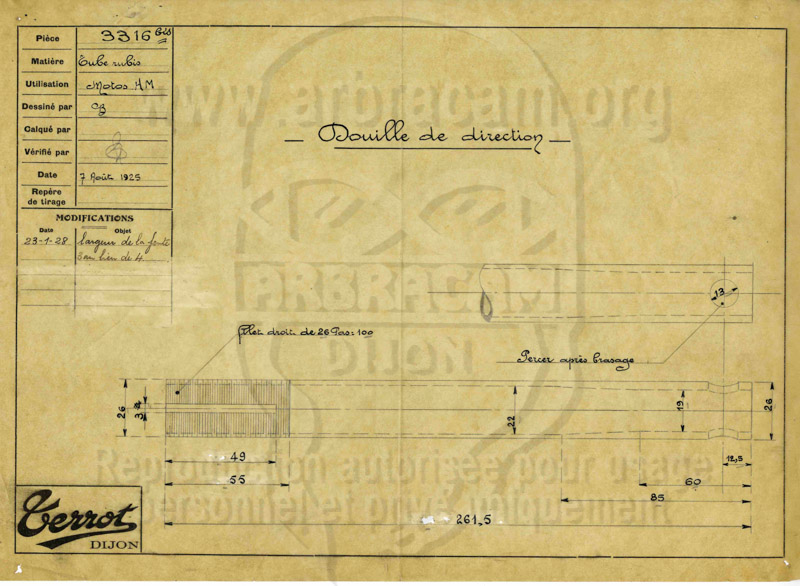 Pièce 3316 bis
Matière Tube rubis
Utilisation Motos HM
Dessiné par
Calqué par
Vérifié par
Date 7 Août 1925
Repère
de tirage
MODIFICATIONS
Date Objet
23-1-28 largeur de la fente
au lieu de 4
www.arbracam.org
Douille de direction
ARBRACAM
DIJON
13
Filet droit de 26 Pas: 100
Percer après brasage
26
3
22
19
26
49
12,5
55
60
85
261,5
Reproduction autorisée pour usage
personnel et privé uniquement
Terrot
DIJON